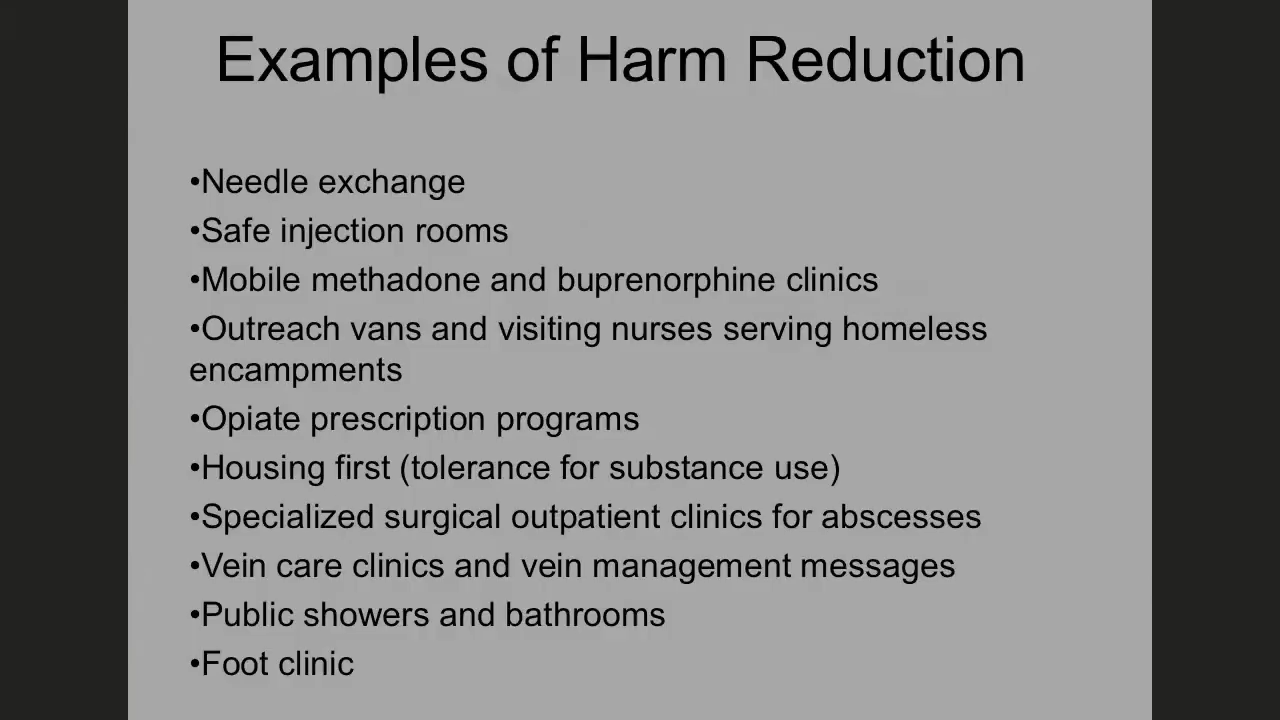 Examples of Harm Reduction
•Needle exchange
•Safe injection rooms
•Mobile methadone and buprenorphine clinics
•Outreach vans and visiting nurses serving homeless
encampments
•Opiate prescription programs
•Housing first (tolerance for substance use)
•Specialized surgical outpatient clinics for abscesses
•Vein care clinics and vein management messages
•Public showers and bathrooms
•Foot clinic